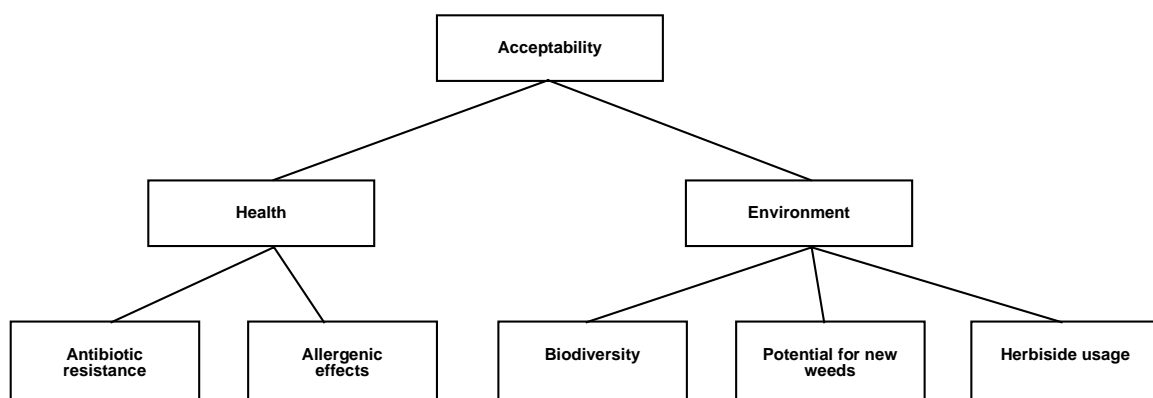 Acceptability
Health
Environment
Antibiotic
resistance
Allergenic
effects
Biodiversity
Potential for new
weeds
Herbiside usage